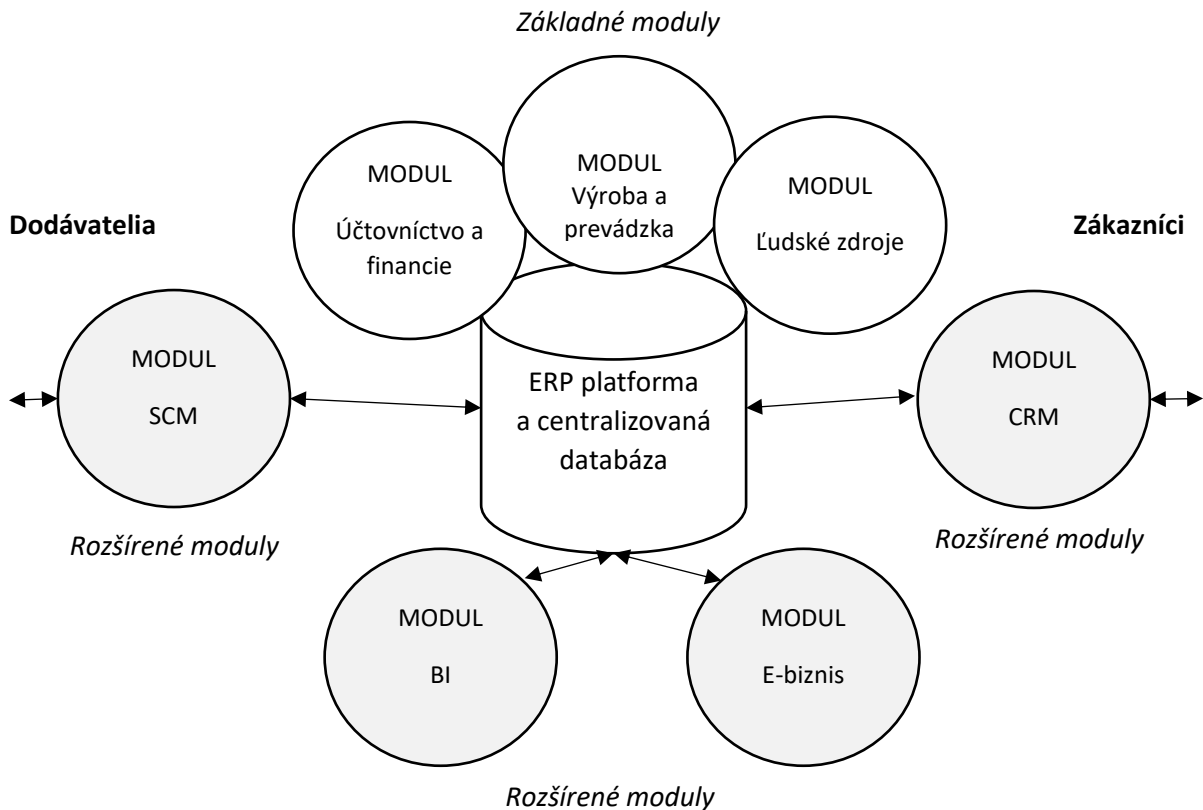 Základné moduly
MODUL
Výroba a
prevádzka
MODUL
Účtovníctvo a
financie
MODUL
Ľudské zdroje
Dodávatelia
Zákazníci
MODUL
SCM
ERP platforma
a centralizovaná
databáza
MODUL
CRM
Rozšírené moduly
Rozšírené moduly
MODUL
BI
MODUL
E-biznis
Rozšírené moduly